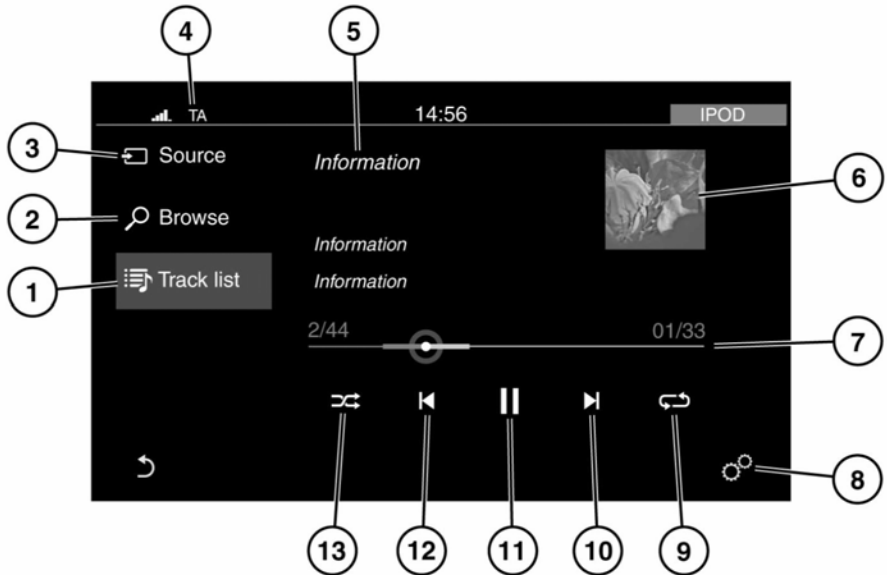 4
5
TA
14:56
IPOD
3
Source
Information
6
2
Browse
Information
1
Track list
Information
2/44
01/33
7
8
13
12
11
10
9